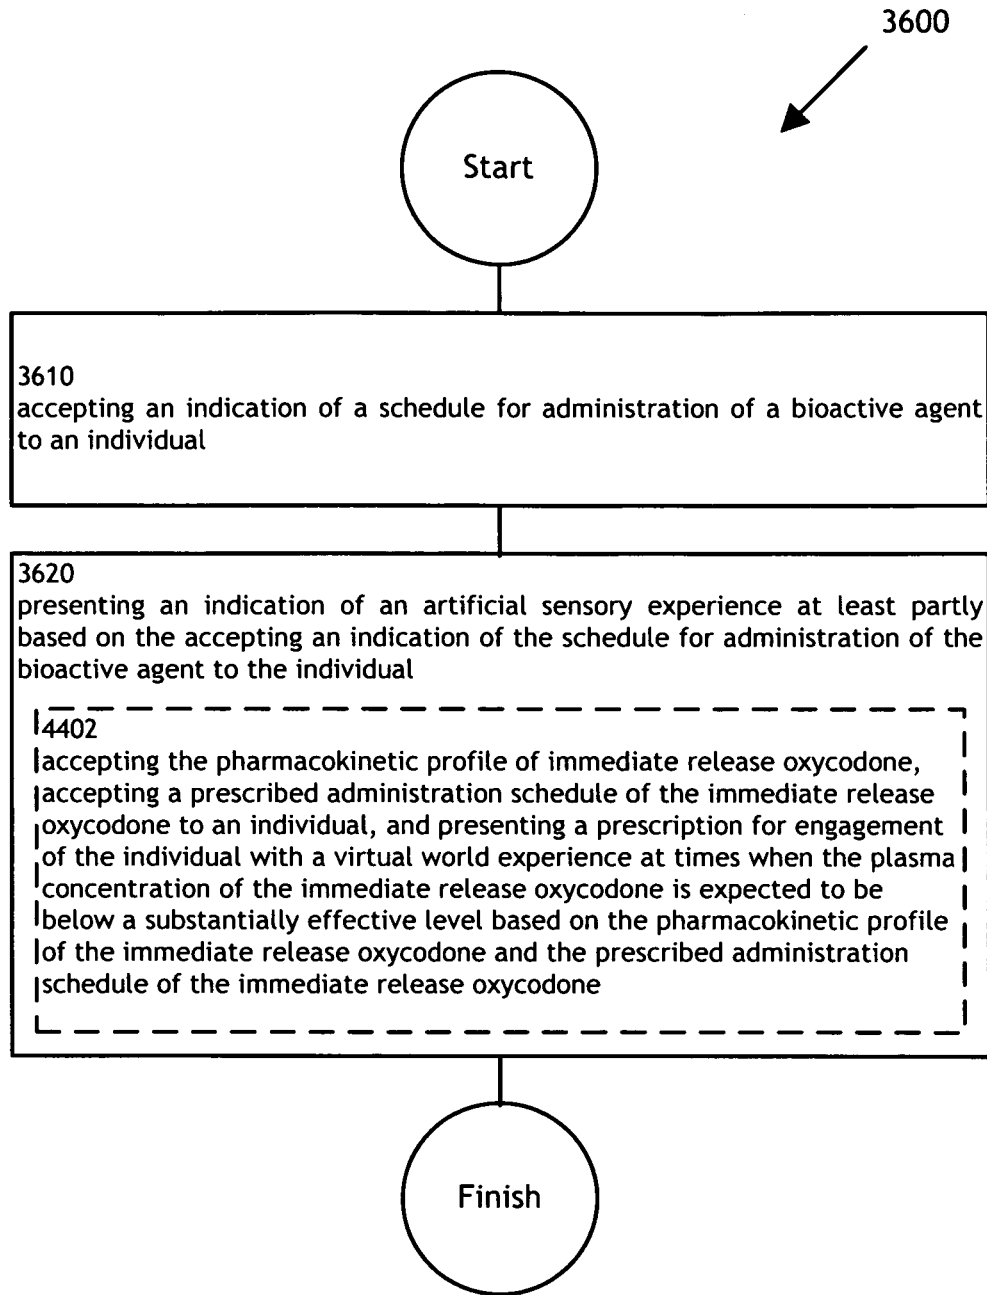 3600
Start
3610
accepting an indication of a schedule for administration of a bioactive agent
to an individual
3620
presenting an indication of an artificial sensory experience at least partly
based on the accepting an indication of the schedule for administration of the
bioactive agent to the individual
4402
accepting the pharmacokinetic profile of immediate release oxycodone,
accepting a prescribed administration schedule of the immediate release
oxycodone to an individual, and presenting a prescription for engagement
of the individual with a virtual world experience at times when the plasma
concentration of the immediate release oxycodone is expected to be
below a substantially effective level based on the pharmacokinetic profile
of the immediate release oxycodone and the prescribed administration
schedule of the immediate release oxycodone
Finish